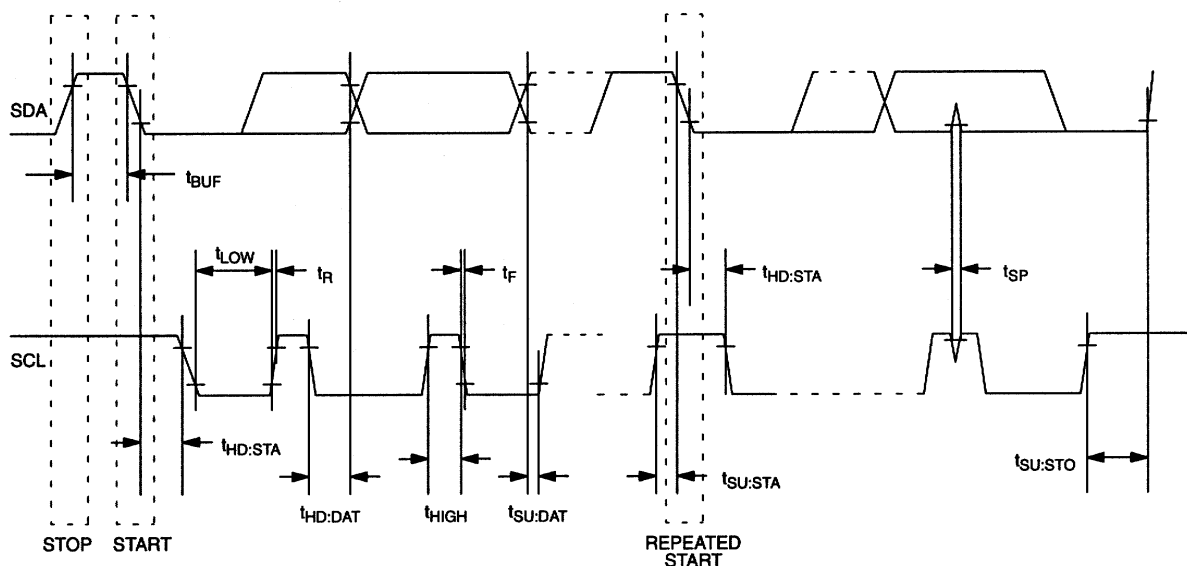 SDA
tBUF
tLOW
tR
tF
tHD:STA
tSP
SCL
tHD:STA
tHD:DAT
tHIGH
tSU:DAT
tSU:STA
tSU:STO
STOP
START
REPEATED
START